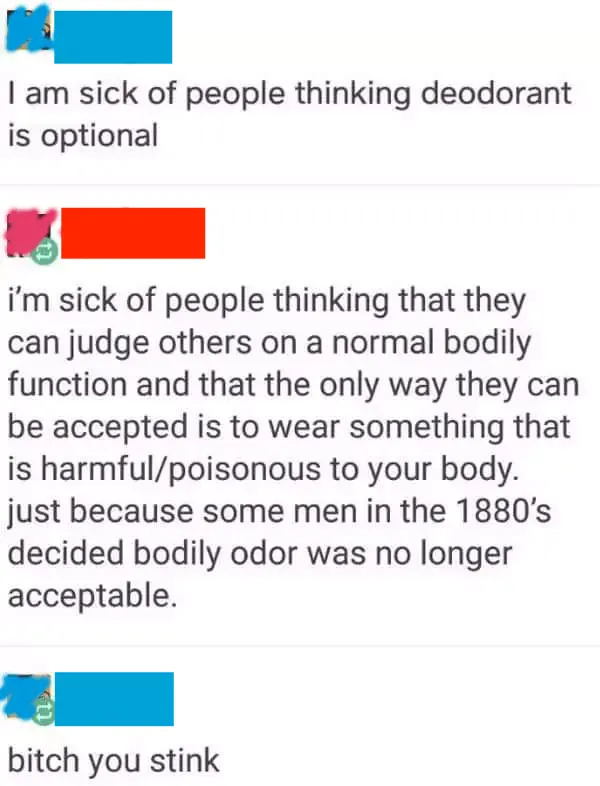 I am sick of people thinking deodorant
is optional
i'm sick of people thinking that they
can judge others on a normal bodily
function and that the only way they can
be accepted is to wear something that
is harmful/poisonous to your body.
just because some men in the 1880's
decided bodily odor was no longer
acceptable.
bitch you stink